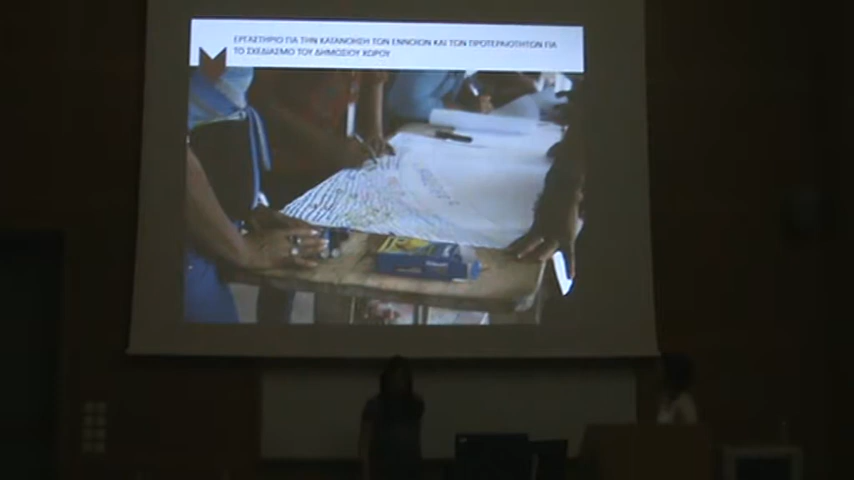 ΕΡΓΑΣΤΗΡΙΟ ΓΙΑ ΤΗΝ ΚΑΤΑΝΟΗΣΗ ΤΩΝ ΕΝΝΟΙΩΝ ΚΑΙ ΤΩΝ ΠΡΟΤΕΡΑΙΟΤΗΤΩΝ ΓΙΑ
ΤΟ ΣΧΕΔΙΑΣΜΟ ΤΟΥ ΔΗΜΟΣΙΟΥ ΧΩΡΟΥ